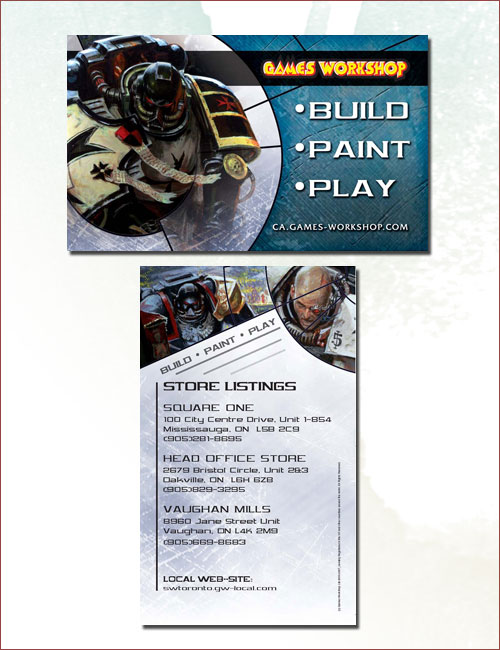 GAMES WORKSHOP
•BUILD
•PAINT
•PLAY
CA.GAMES-WORKSHOP.COM
BUILD • PAINT • PLAY
STORE LISTINGS
SQUARE ONE
100 City Centre Drive, Unit 1-854
Mississauga, ON L5B 2C9
(905)281-8695
HEAD OFFICE STORE
2679 Bristol Circle, Unit 2&3
Oakville, ON L6H 6Z8
(905)829-3295
VAUGHAN MILLS
8960 Jane Street Unit
Vaughan, ON L4K 2M9
(905)669-8683
LOCAL WEB-SITE:
swtoronto.gw-local.com